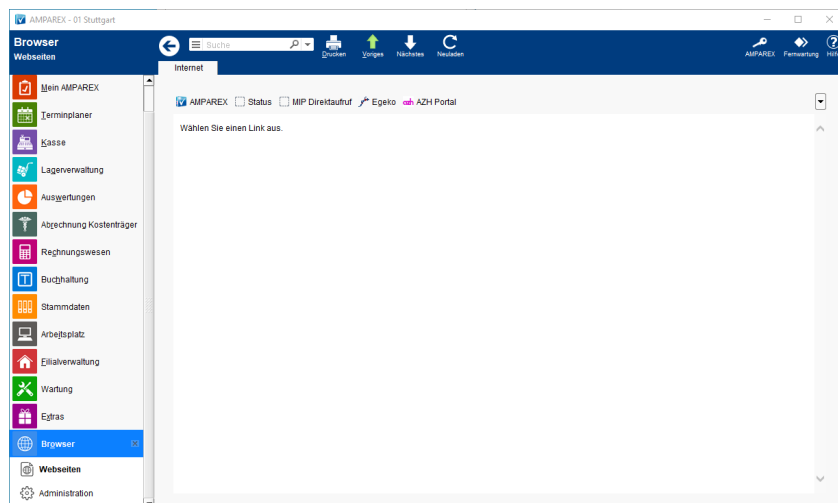 AMPAREX - 01 Stuttgart
Browser
Webseiten
Suche
Drucken
Voriges
Nächstes
Neuladen
AMPAREX
Fernwartung
Hilfe
Internet
Mein AMPAREX
Terminplaner
Kasse
Lagerverwaltung
Auswertungen
Abrechnung Kostenträger
Rechnungswesen
Buchhaltung
Stammdaten
Arbeitsplatz
Filialverwaltung
Wartung
Extras
Browser
Webseiten
Administration
AMPAREX Status MIP Direktaufruf Egeko azh AZH Portal
Wählen Sie einen Link aus.